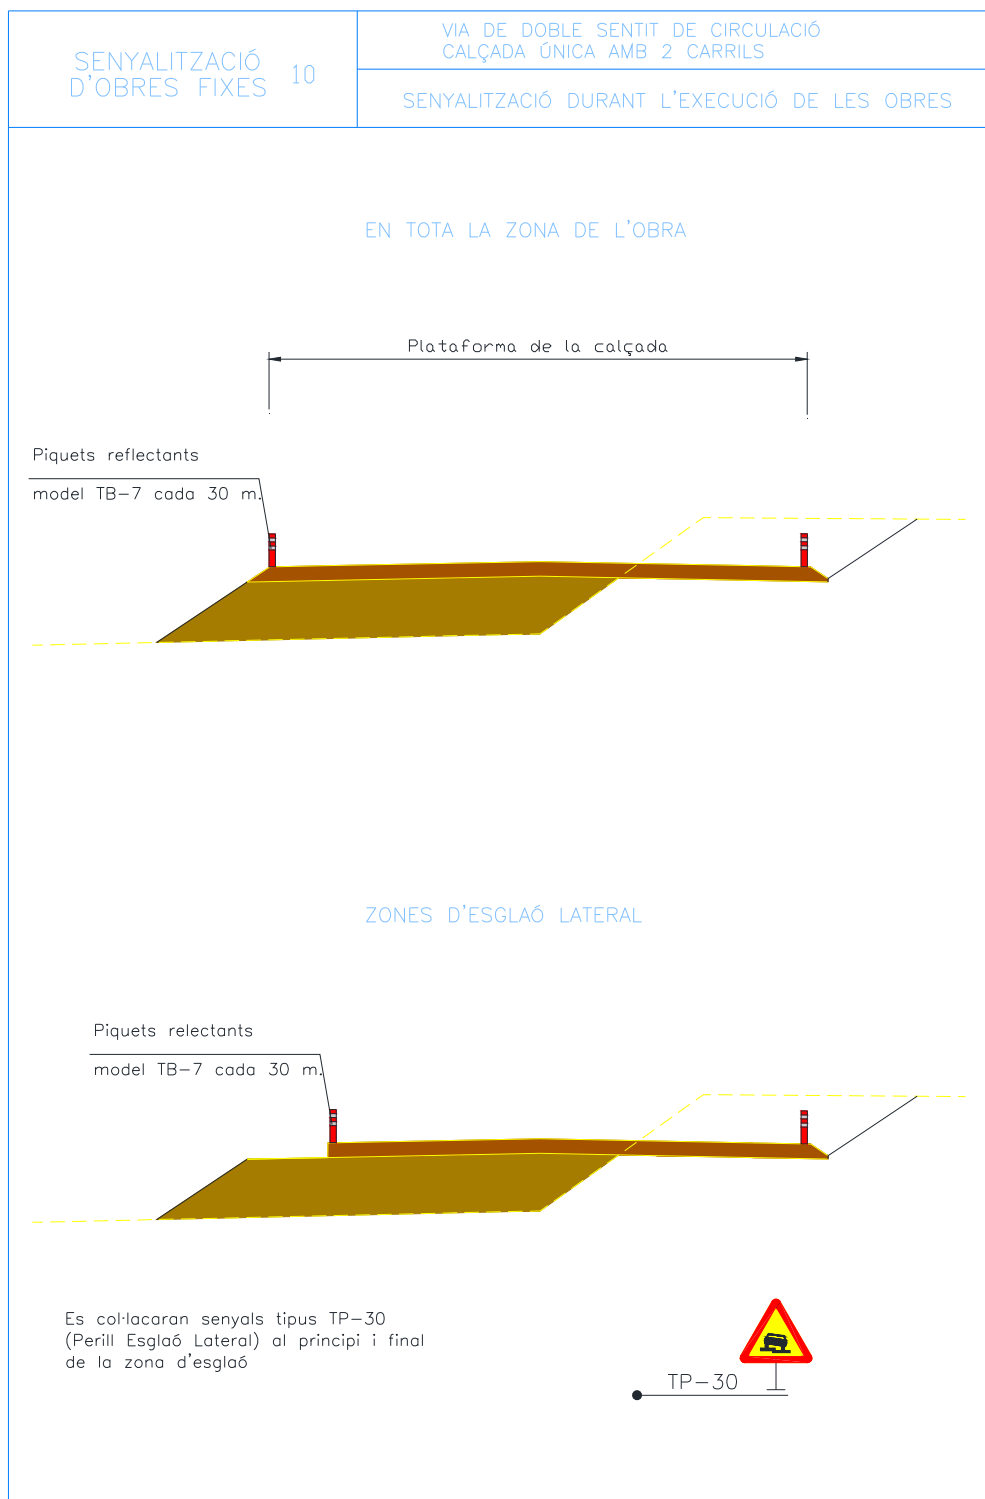 SENYALITZACIÓ
D'OBRES FIXES 10
VIA DE DOBLE SENTIT DE CIRCULACIÓ
CALÇADA ÚNICA AMB 2 CARRILS
SENYALITZACIÓ DURANT L'EXECUCIÓ DE LES OBRES
EN TOTA LA ZONA DE L'OBRA
Plataforma de la calçada
Piquets reflectants
model TB-7 cada 30 m.
ZONES D'ESGLAÓ LATERAL
Piquets relectants
model TB-7 cada 30 m.
Es col·lacaran senyals tipus TP-30
(Perill Esglaó Lateral) al principi i final
de la zona d'esglaó
TP-30